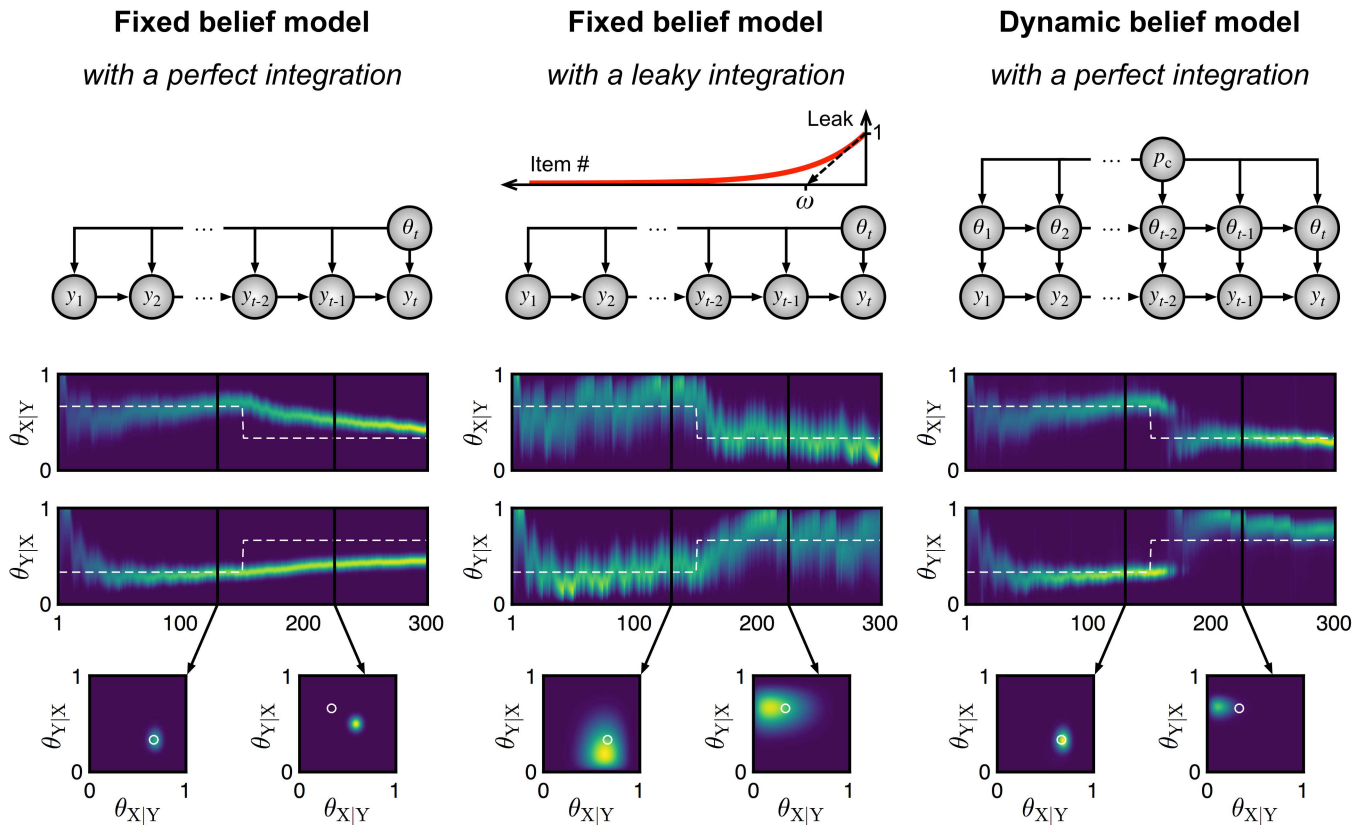 Fixed belief model
with a perfect integration
Fixed belief model
with a leaky integration
Dynamic belief model
with a perfect integration
Leak
1
Item #
ω
... θt
y1 y2 ... yt-2 yt-1 yt
... θt
y1 y2 ... yt-2 yt-1 yt
... pc
θ1 θ2 ... θt-2 θt-1 θt
y1 y2 ... yt-2 yt-1 yt
1
θX|Y
0
1
θX|Y
0
1
θX|Y
0
1
θY|X
0
1 100 200 300
1
θY|X
0
1 100 200 300
1
θY|X
0
1 100 200 300
1
θY|X
0
0 1
θX|Y
1
θY|X
0
0 1
θX|Y
1
θY|X
0
0 1
θX|Y
1
θY|X
0
0 1
θX|Y
1
θY|X
0
0 1
θX|Y
1
θY|X
0
0 1
θX|Y